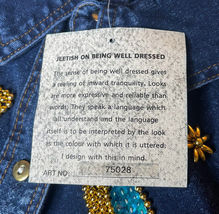 JLETISH ON BEING WELL DRESSED
The sense of being well dressed gives
a feeling of inward tranquility. Looks
are more expressive and reliable than
words; They speak a language which
all understand and the language
itself is to be interpreted by the look
as the colour with which it is uttered;
I design with this in mind.
ART NO. 75028